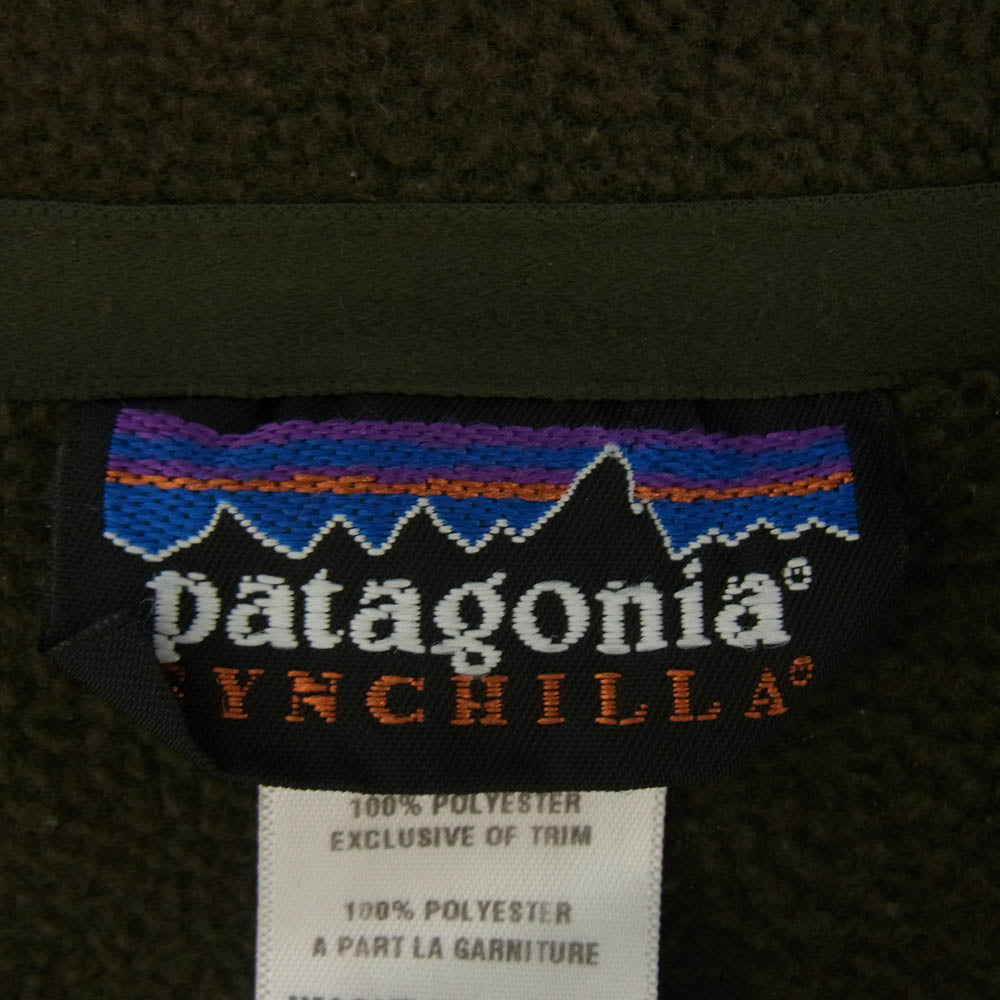 patagonia®
YNCHILLA®
100% POLYESTER
EXCLUSIVE OF TRIM
100% POLYESTER
A PART LA GARNITURE